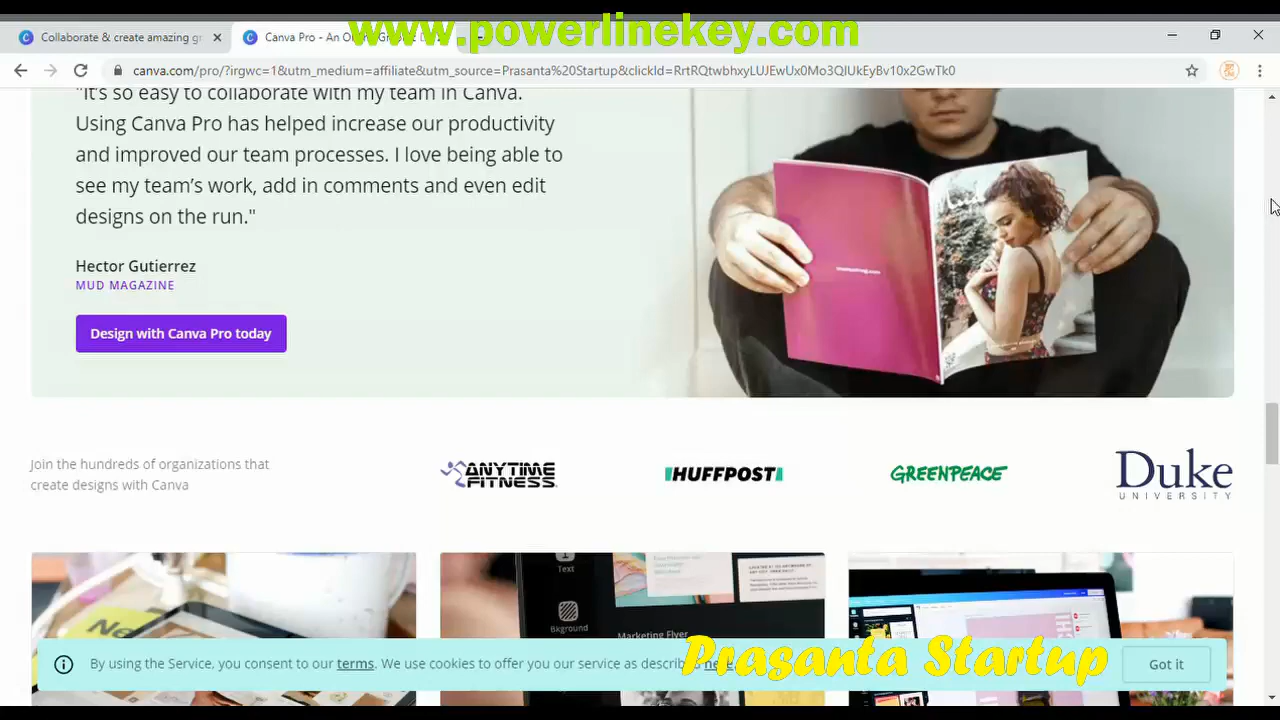 www.powerlinekey.com
Collaborate & create amazing gr
Canva Pro - An On
canva.com/pro/?irgwc=1&utm_medium=affiliate&utm_source=Prasanta%20Startup&clickId=RrtRQtwbhxyLUJEwUx0Mo3QIUkEyBv10x2GwTk0
"It's so easy to collaborate with my team in Canva.
Using Canva Pro has helped increase our productivity
and improved our team processes. I love being able to
see my team's work, add in comments and even edit
designs on the run."
Hector Gutierrez
MUD MAGAZINE
Design with Canva Pro today
Join the hundreds of organizations that
create designs with Canva
ANYTIME
FITNESS
HUFFPOST
GREENPEACE
Duke
UNIVERSITY
Text
Bkground
Marketing Flyer
By using the Service, you consent to our terms. We use cookies to offer you our service as describ
Prasanta Startup
Got it